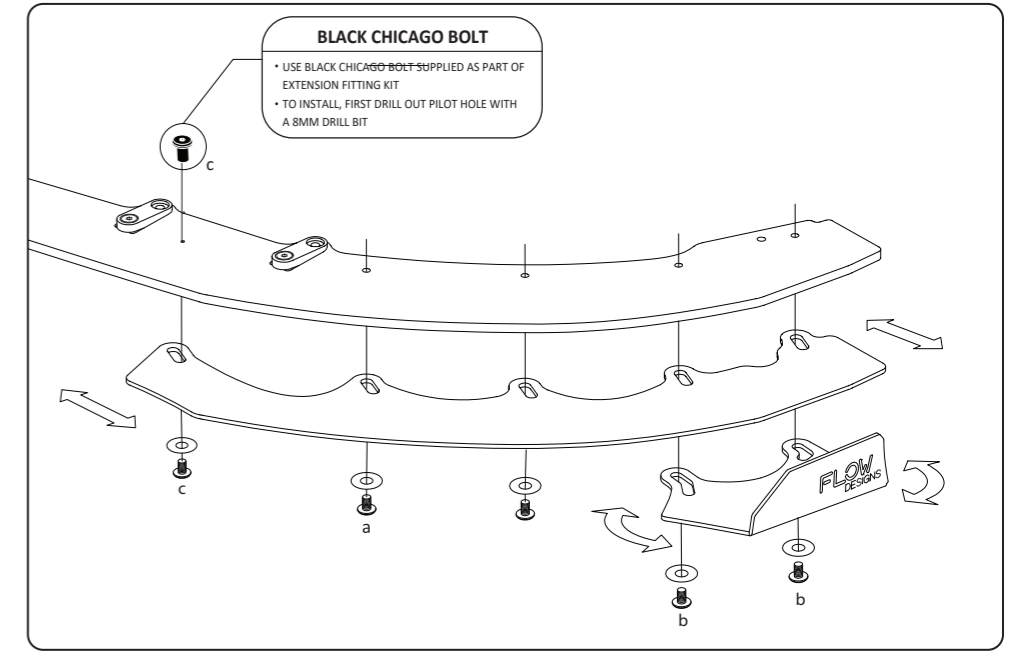 BLACK CHICAGO BOLT
• USE BLACK CHICAGO BOLT SUPPLIED AS PART OF
EXTENSION FITTING KIT
• TO INSTALL, FIRST DRILL OUT PILOT HOLE WITH
A 8MM DRILL BIT
c
c
a
FLOW
DESIGNS
b
b